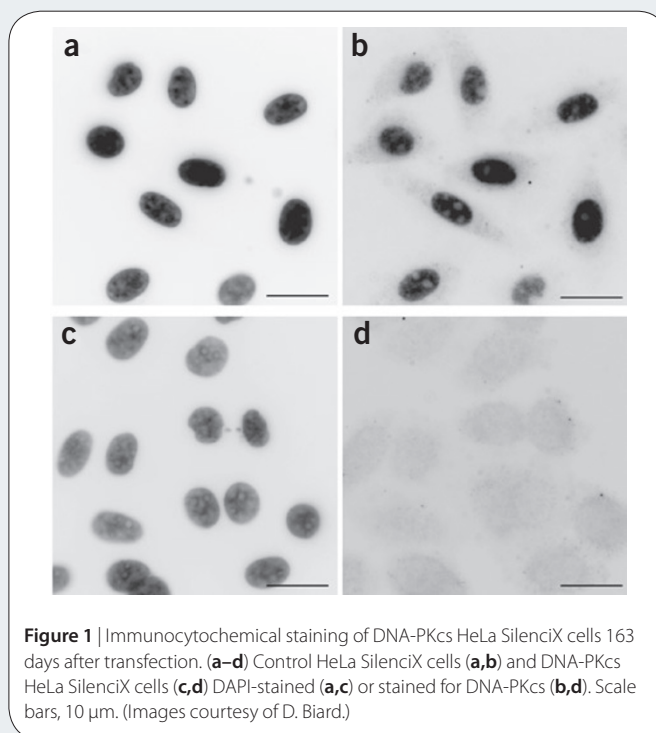 a
b
c
d
Figure 1 | Immunocytochemical staining of DNA-PKcs HeLa SilenciX cells 163
days after transfection. (a–d) Control HeLa SilenciX cells (a,b) and DNA-PKcs
HeLa SilenciX cells (c,d) DAPI-stained (a,c) or stained for DNA-PKcs (b,d). Scale
bars, 10 μm. (Images courtesy of D. Biard.)